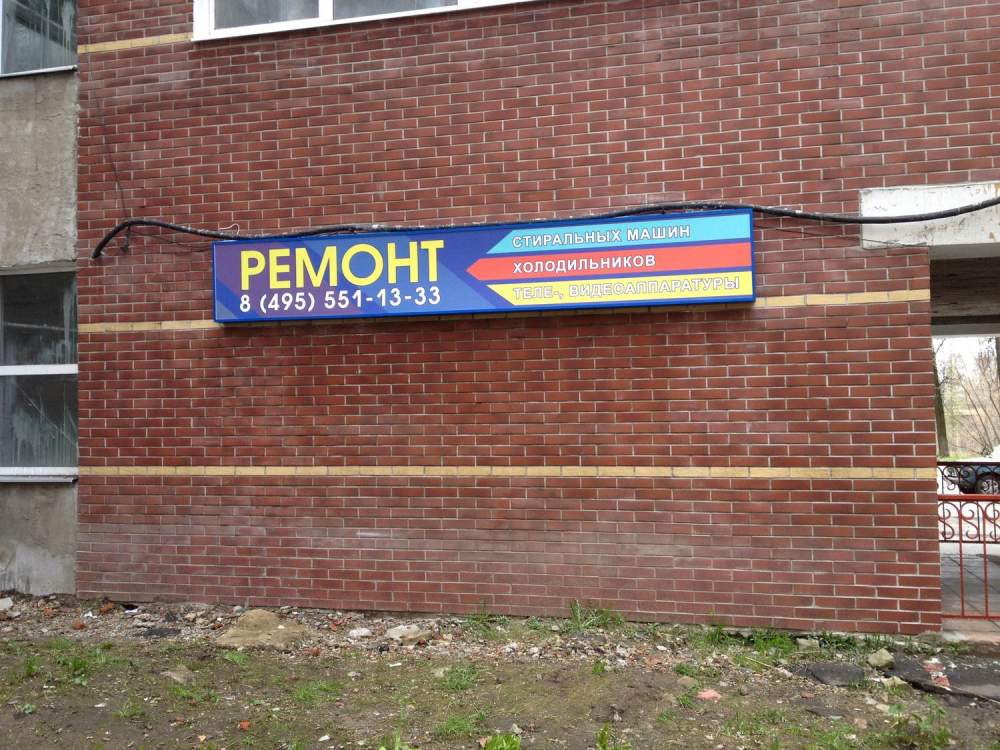 РЕМОНТ
8 (495) 551-13-33
СТИРАЛЬНЫХ МАШИН
ХОЛОДИЛЬНИКОВ
ТЕЛЕ-, ВИДЕОАППАРАТУРЫ